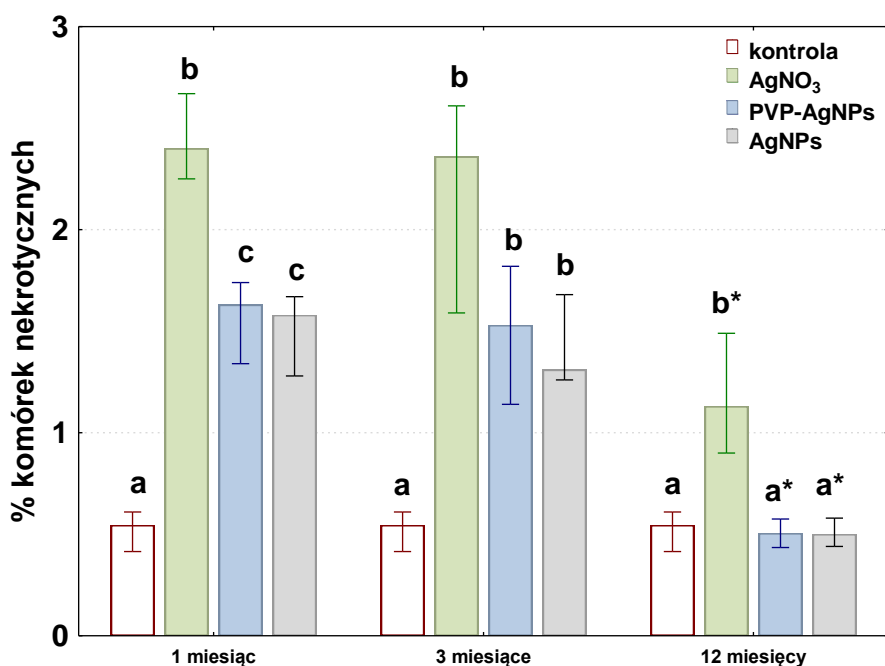 3
2
1
0
% komórek nekrotycznych
kontrola
AgNO₃
PVP-AgNPs
AgNPs
a
b
c
c
a
b
b
b
a
b*
a*
a*
1 miesiąc
3 miesiące
12 miesięcy